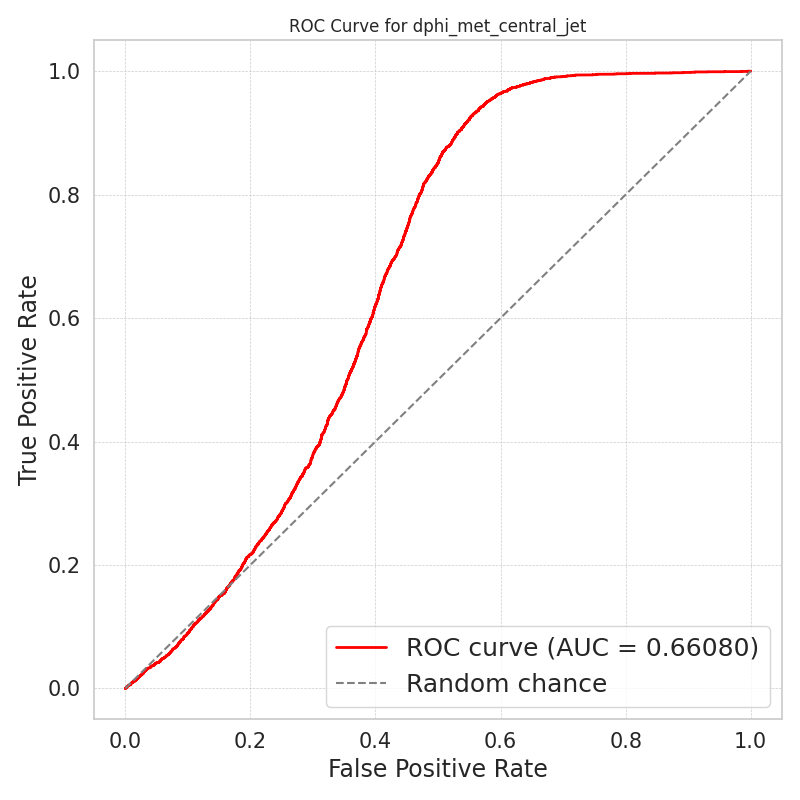 ROC Curve for dphi_met_central_jet
True Positive Rate
1.0
0.8
0.6
0.4
0.2
0.0
ROC curve (AUC = 0.66080)
Random chance
0.0 0.2 0.4 0.6 0.8 1.0
False Positive Rate